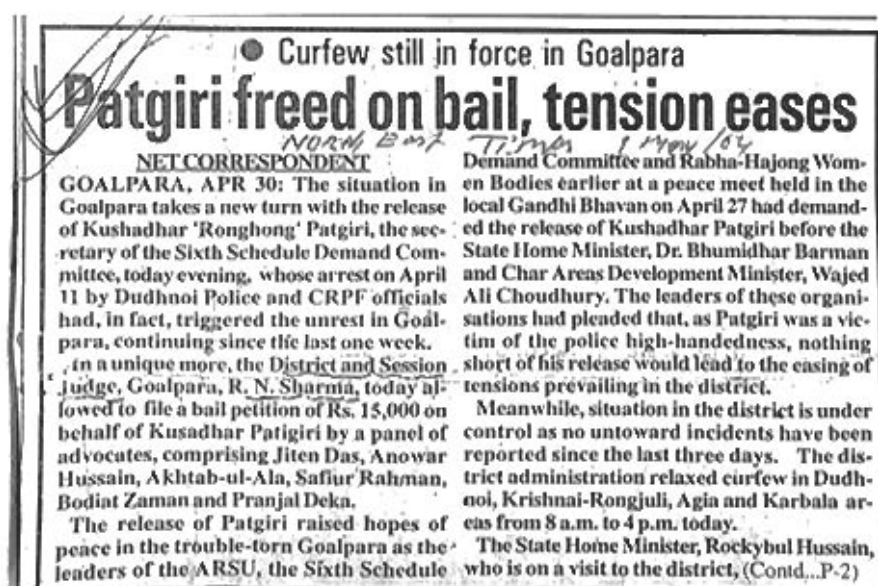 ● Curfew still in force in Goalpara
Patgiri freed on bail, tension eases
North East Times 1 May/04
NET CORRESPONDENT
GOALPARA, APR 30: The situation in
Goalpara takes a new turn with the release
of Kushadhar 'Ronghong' Patgiri, the sec-
retary of the Sixth Schedule Demand Com-
mittee, today evening, whose arrest on April
11 by Dudhnoi Police and CRPF officials
had, in fact, triggered the unrest in Goal-
para, continuing since the last one week.
In a unique more, the District and Session
judge, Goalpara, R. N. Sharma, today al-
lowed to file a bail petition of Rs. 15,000 on
behalf of Kusadhar Patigiri by a panel of
advocates, comprising Jiten Das, Anowar
Hussain, Akhtab-ul-Ala, Safiur Rahman,
Bodiat Zaman and Pranjal Deka.
The release of Patgiri raised hopes of
peace in the trouble-torn Goalpara as the
leaders of the ARSU, the Sixth Schedule
Demand Committee and Rabha-Hajong Wom-
en Bodies earlier at a peace meet held in the
local Gandhi Bhavan on April 27 had demand-
ed the release of Kushadhar Patgiri before the
State Home Minister, Dr. Bhumidhar Barman
and Char Areas Development Minister, Wajed
Ali Choudhury. The leaders of these organi-
sations had pleaded that, as Patgiri was a vic-
tim of the police high-handedness, nothing
short of his release would lead to the easing of
tensions prevailing in the district.
Meanwhile, situation in the district is under
control as no untoward incidents have been
reported since the last three days. The dis-
trict administration relaxed curfew in Dudh-
noi, Krishnai-Rongjuli, Agia and Karbala ar-
eas from 8 a.m. to 4 p.m. today.
The State Home Minister, Rockybul Hussain,
who is on a visit to the district, (Contd...P-2)